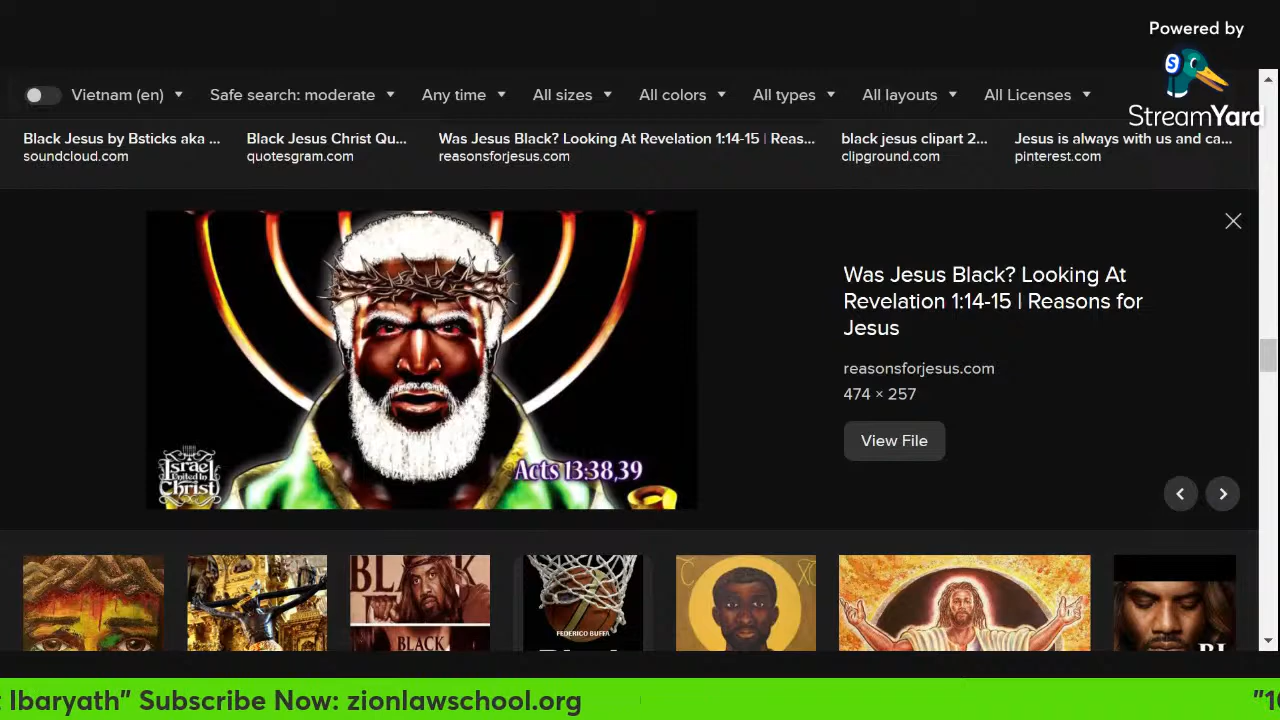 Powered by
StreamYard
Vietnam (en) Safe search: moderate Any time All sizes All colors All types All layouts All Licenses
Black Jesus by Bsticks aka ... Black Jesus Christ Qu... Was Jesus Black? Looking At Revelation 1:14-15 | Reas... black jesus clipart 2... Jesus is always with us and ca...
soundcloud.com quotesgram.com reasonsforjesus.com clipground.com pinterest.com
Was Jesus Black? Looking At
Revelation 1:14-15 | Reasons for
Jesus
reasonsforjesus.com
474 × 257
View File
Israel
United In
Christ
Acts 13:38,39
BLACK
BLACK
FEDERICO BUFFA
Ibaryath" Subscribe Now: zionlawschool.org